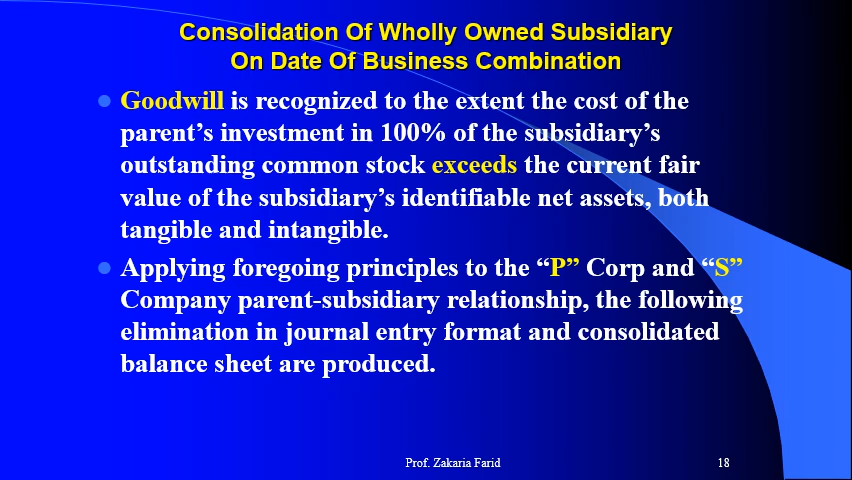 Consolidation Of Wholly Owned Subsidiary
On Date Of Business Combination
Goodwill is recognized to the extent the cost of the
parent’s investment in 100% of the subsidiary’s
outstanding common stock exceeds the current fair
value of the subsidiary’s identifiable net assets, both
tangible and intangible.
Applying foregoing principles to the “P” Corp and “S”
Company parent-subsidiary relationship, the following
elimination in journal entry format and consolidated
balance sheet are produced.
Prof. Zakaria Farid
18